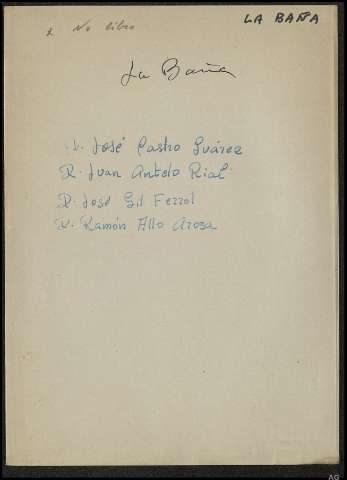 x No libro
LA BAÑA
La Baña
D. José Castro Suárez
D. Juan Antelo Rial
D. José Gil Ferrol
D. Ramón Allo Arosa
AG